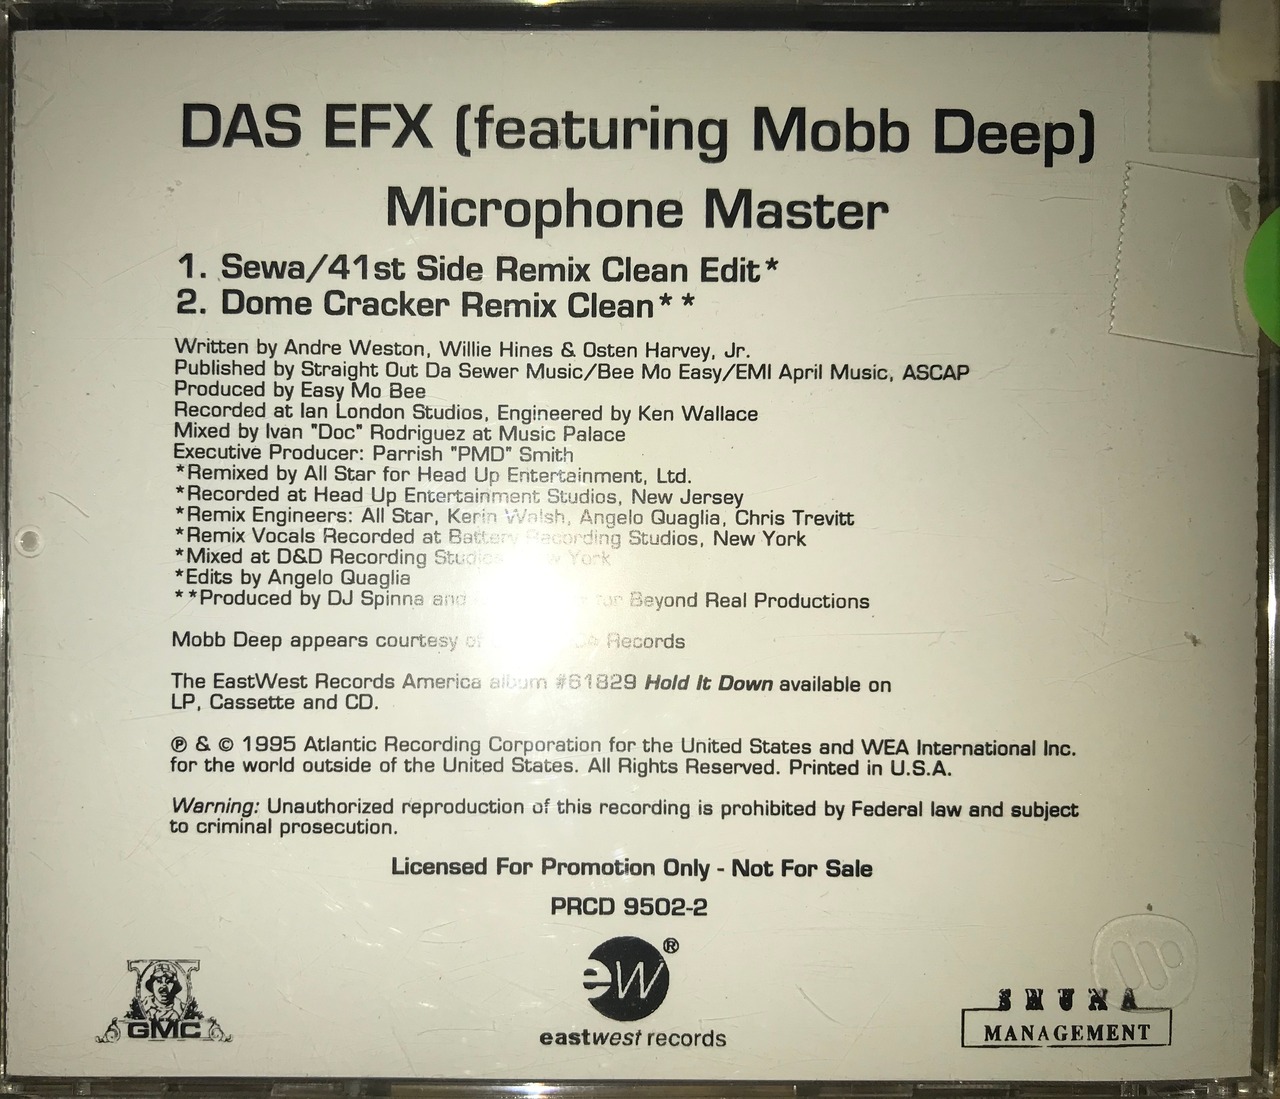 DAS EFX (featuring Mobb Deep)
Microphone Master
1. Sewa/41st Side Remix Clean Edit*
2. Dome Cracker Remix Clean**
Written by Andre Weston, Willie Hines & Osten Harvey, Jr.
Published by Straight Out Da Sewer Music/Bee Mo Easy/EMI April Music, ASCAP
Produced by Easy Mo Bee
Recorded at Ian London Studios, Engineered by Ken Wallace
Mixed by Ivan "Doc" Rodriguez at Music Palace
Executive Producer: Parrish "PMD" Smith
*Remixed by All Star for Head Up Entertainment, Ltd.
*Recorded at Head Up Entertainment Studios, New Jersey
*Remix Engineers: All Star, Kerin Walsh, Angelo Quaglia, Chris Trevitt
*Remix Vocals Recorded at Battery Recording Studios, New York
*Mixed at D&D Recording Studios York
*Edits by Angelo Quaglia
**Produced by DJ Spinna and for Beyond Real Productions
Mobb Deep appears courtesy of Records
The EastWest Records America album #61829 Hold It Down available on
LP, Cassette and CD.
℗ & © 1995 Atlantic Recording Corporation for the United States and WEA International Inc.
for the world outside of the United States. All Rights Reserved. Printed in U.S.A.
Warning: Unauthorized reproduction of this recording is prohibited by Federal law and subject
to criminal prosecution.
Licensed For Promotion Only - Not For Sale
PRCD 9502-2
GMC
ew®
eastwest records
SHUNA
MANAGEMENT